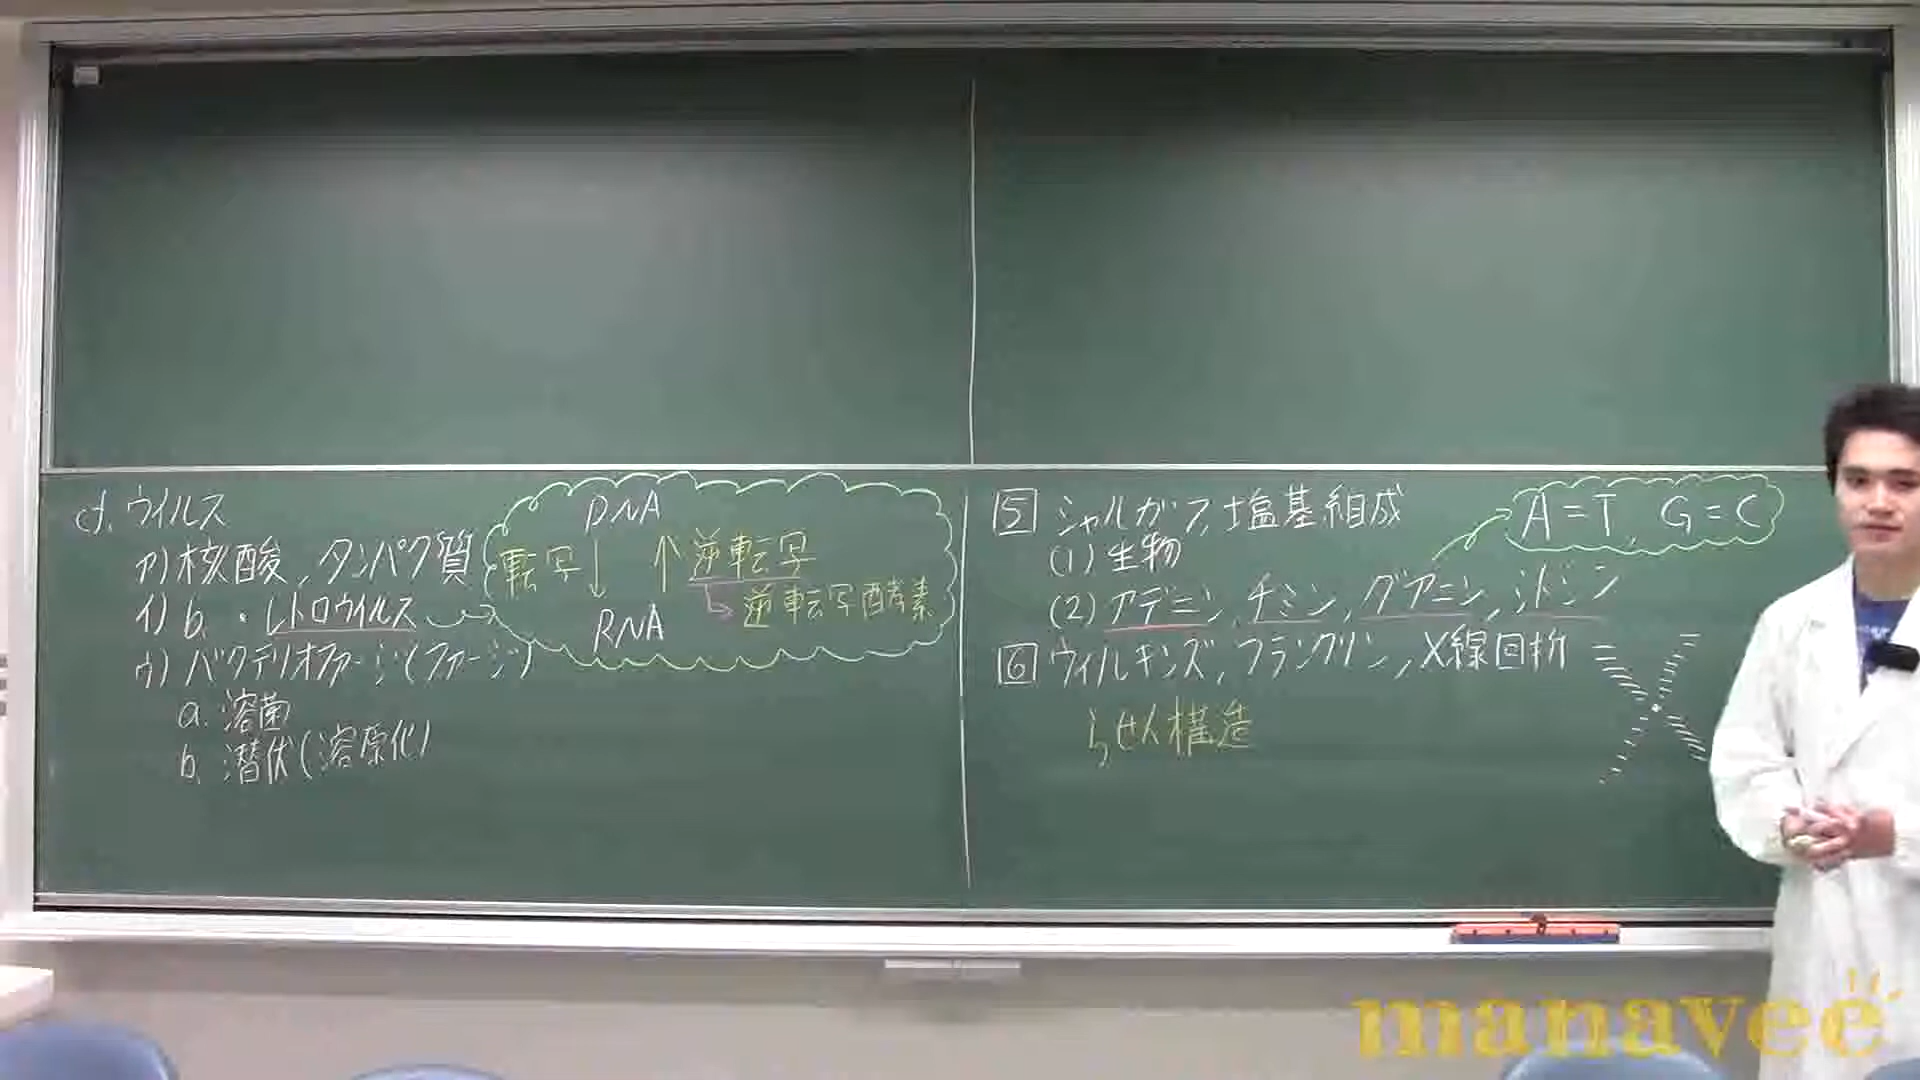 cf. ウイルス
ア) 核酸, タンパク質
イ) b. ・レトロウイルス
ウ) バクテリオファージ(ファージ)
a. 溶菌
b. 潜伏(溶原化)
DNA
転写↓ ↑逆転写
↳逆転写酵素
RNA
5 シャルガフ, 塩基組成
A=T, G=C
(1) 生物
(2) アデニン, チミン, グアニン, シトシン
6 ウィルキンズ, フランクリン, X線回折
らせん構造
manavee